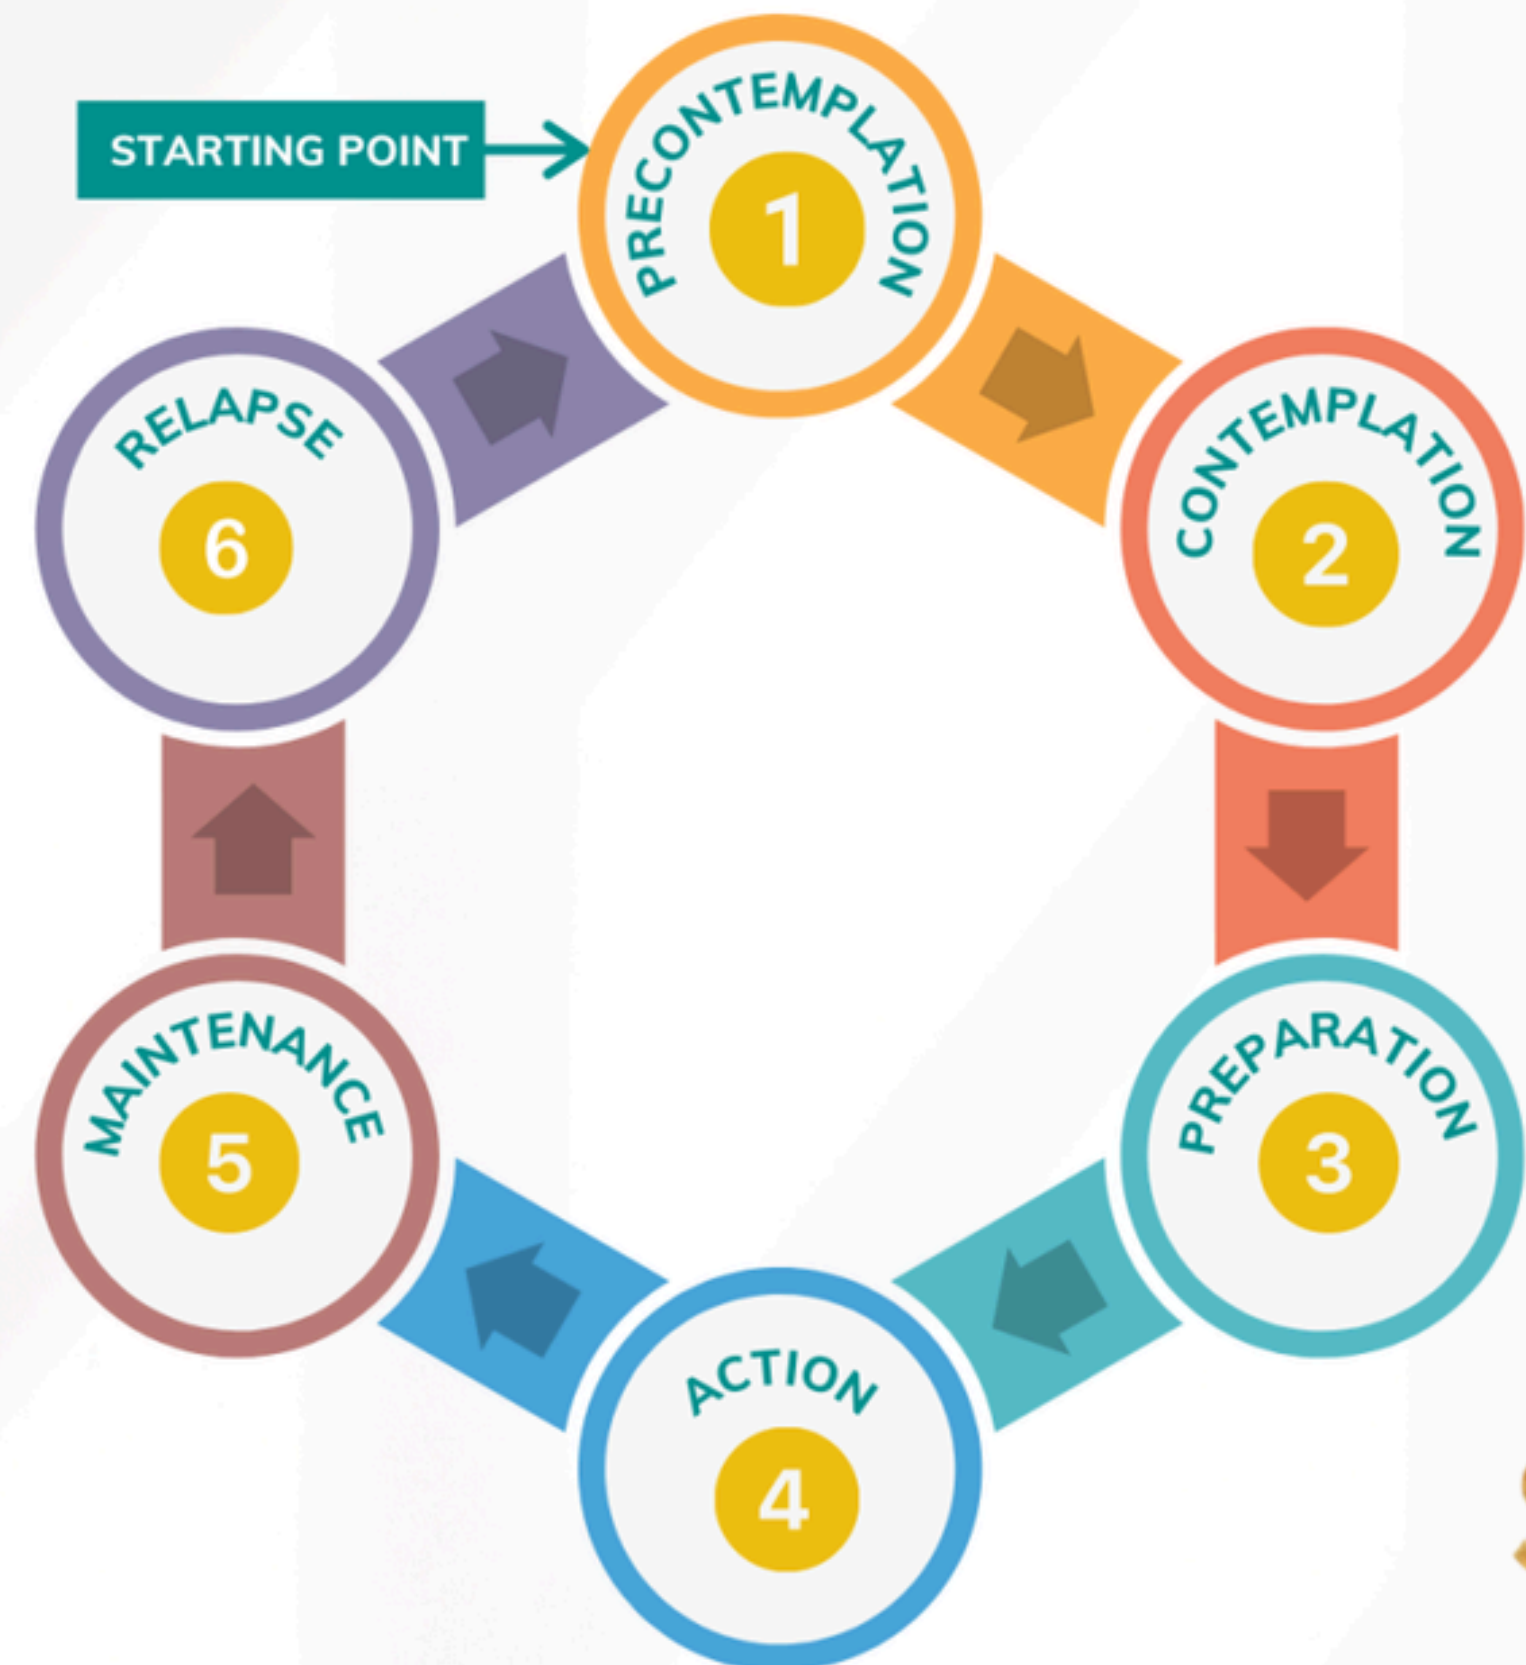 STARTING POINT
PRECONTEMPLATION
1
CONTEMPLATION
2
PREPARATION
3
ACTION
4
MAINTENANCE
5
RELAPSE
6